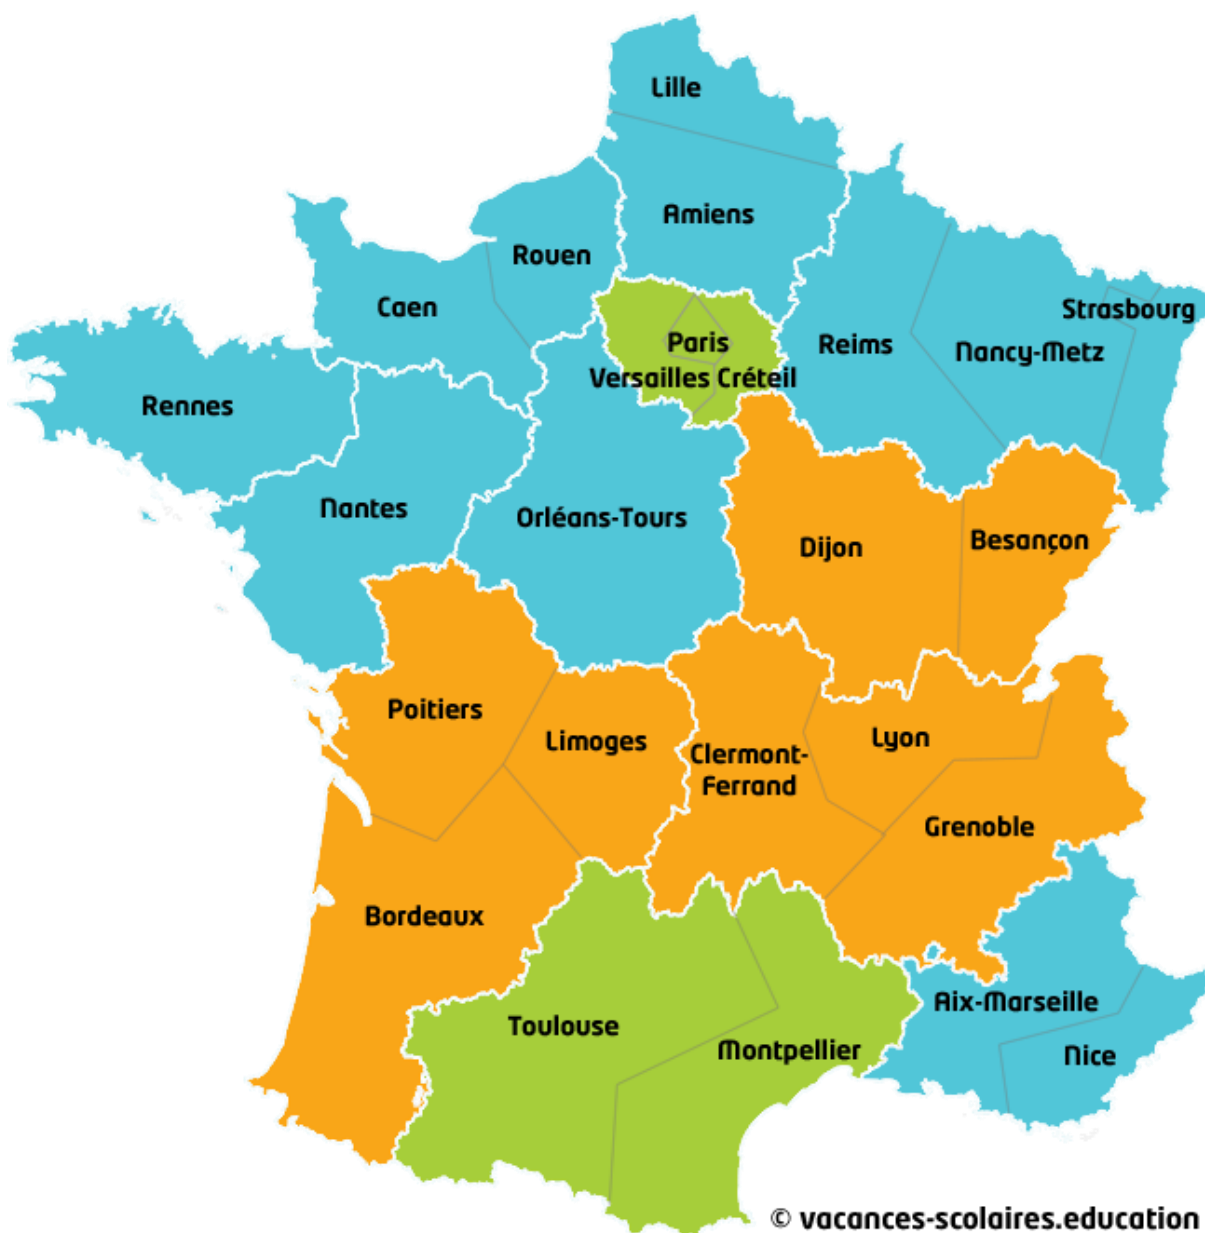 Lille
Amiens
Rouen
Caen
Strasbourg
Paris
Reims
Nancy-Metz
Versailles Créteil
Rennes
Nantes
Orléans-Tours
Dijon
Besançon
Poitiers
Limoges
Lyon
Clermont-
Ferrand
Grenoble
Bordeaux
Toulouse
Aix-Marseille
Montpellier
Nice
© vacances-scolaires.education